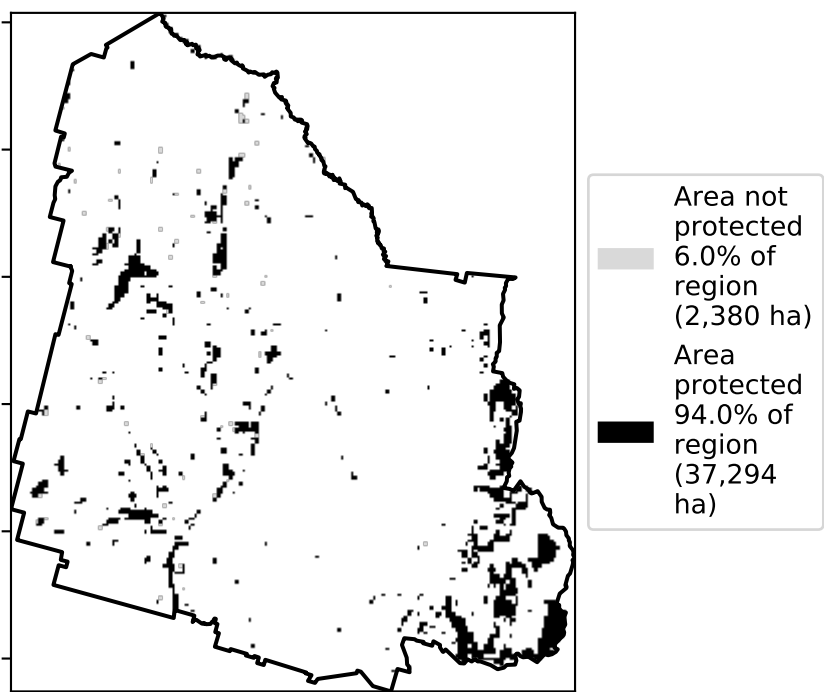 Area not
protected
6.0% of
region
(2,380 ha)
Area
protected
94.0% of
region
(37,294
ha)